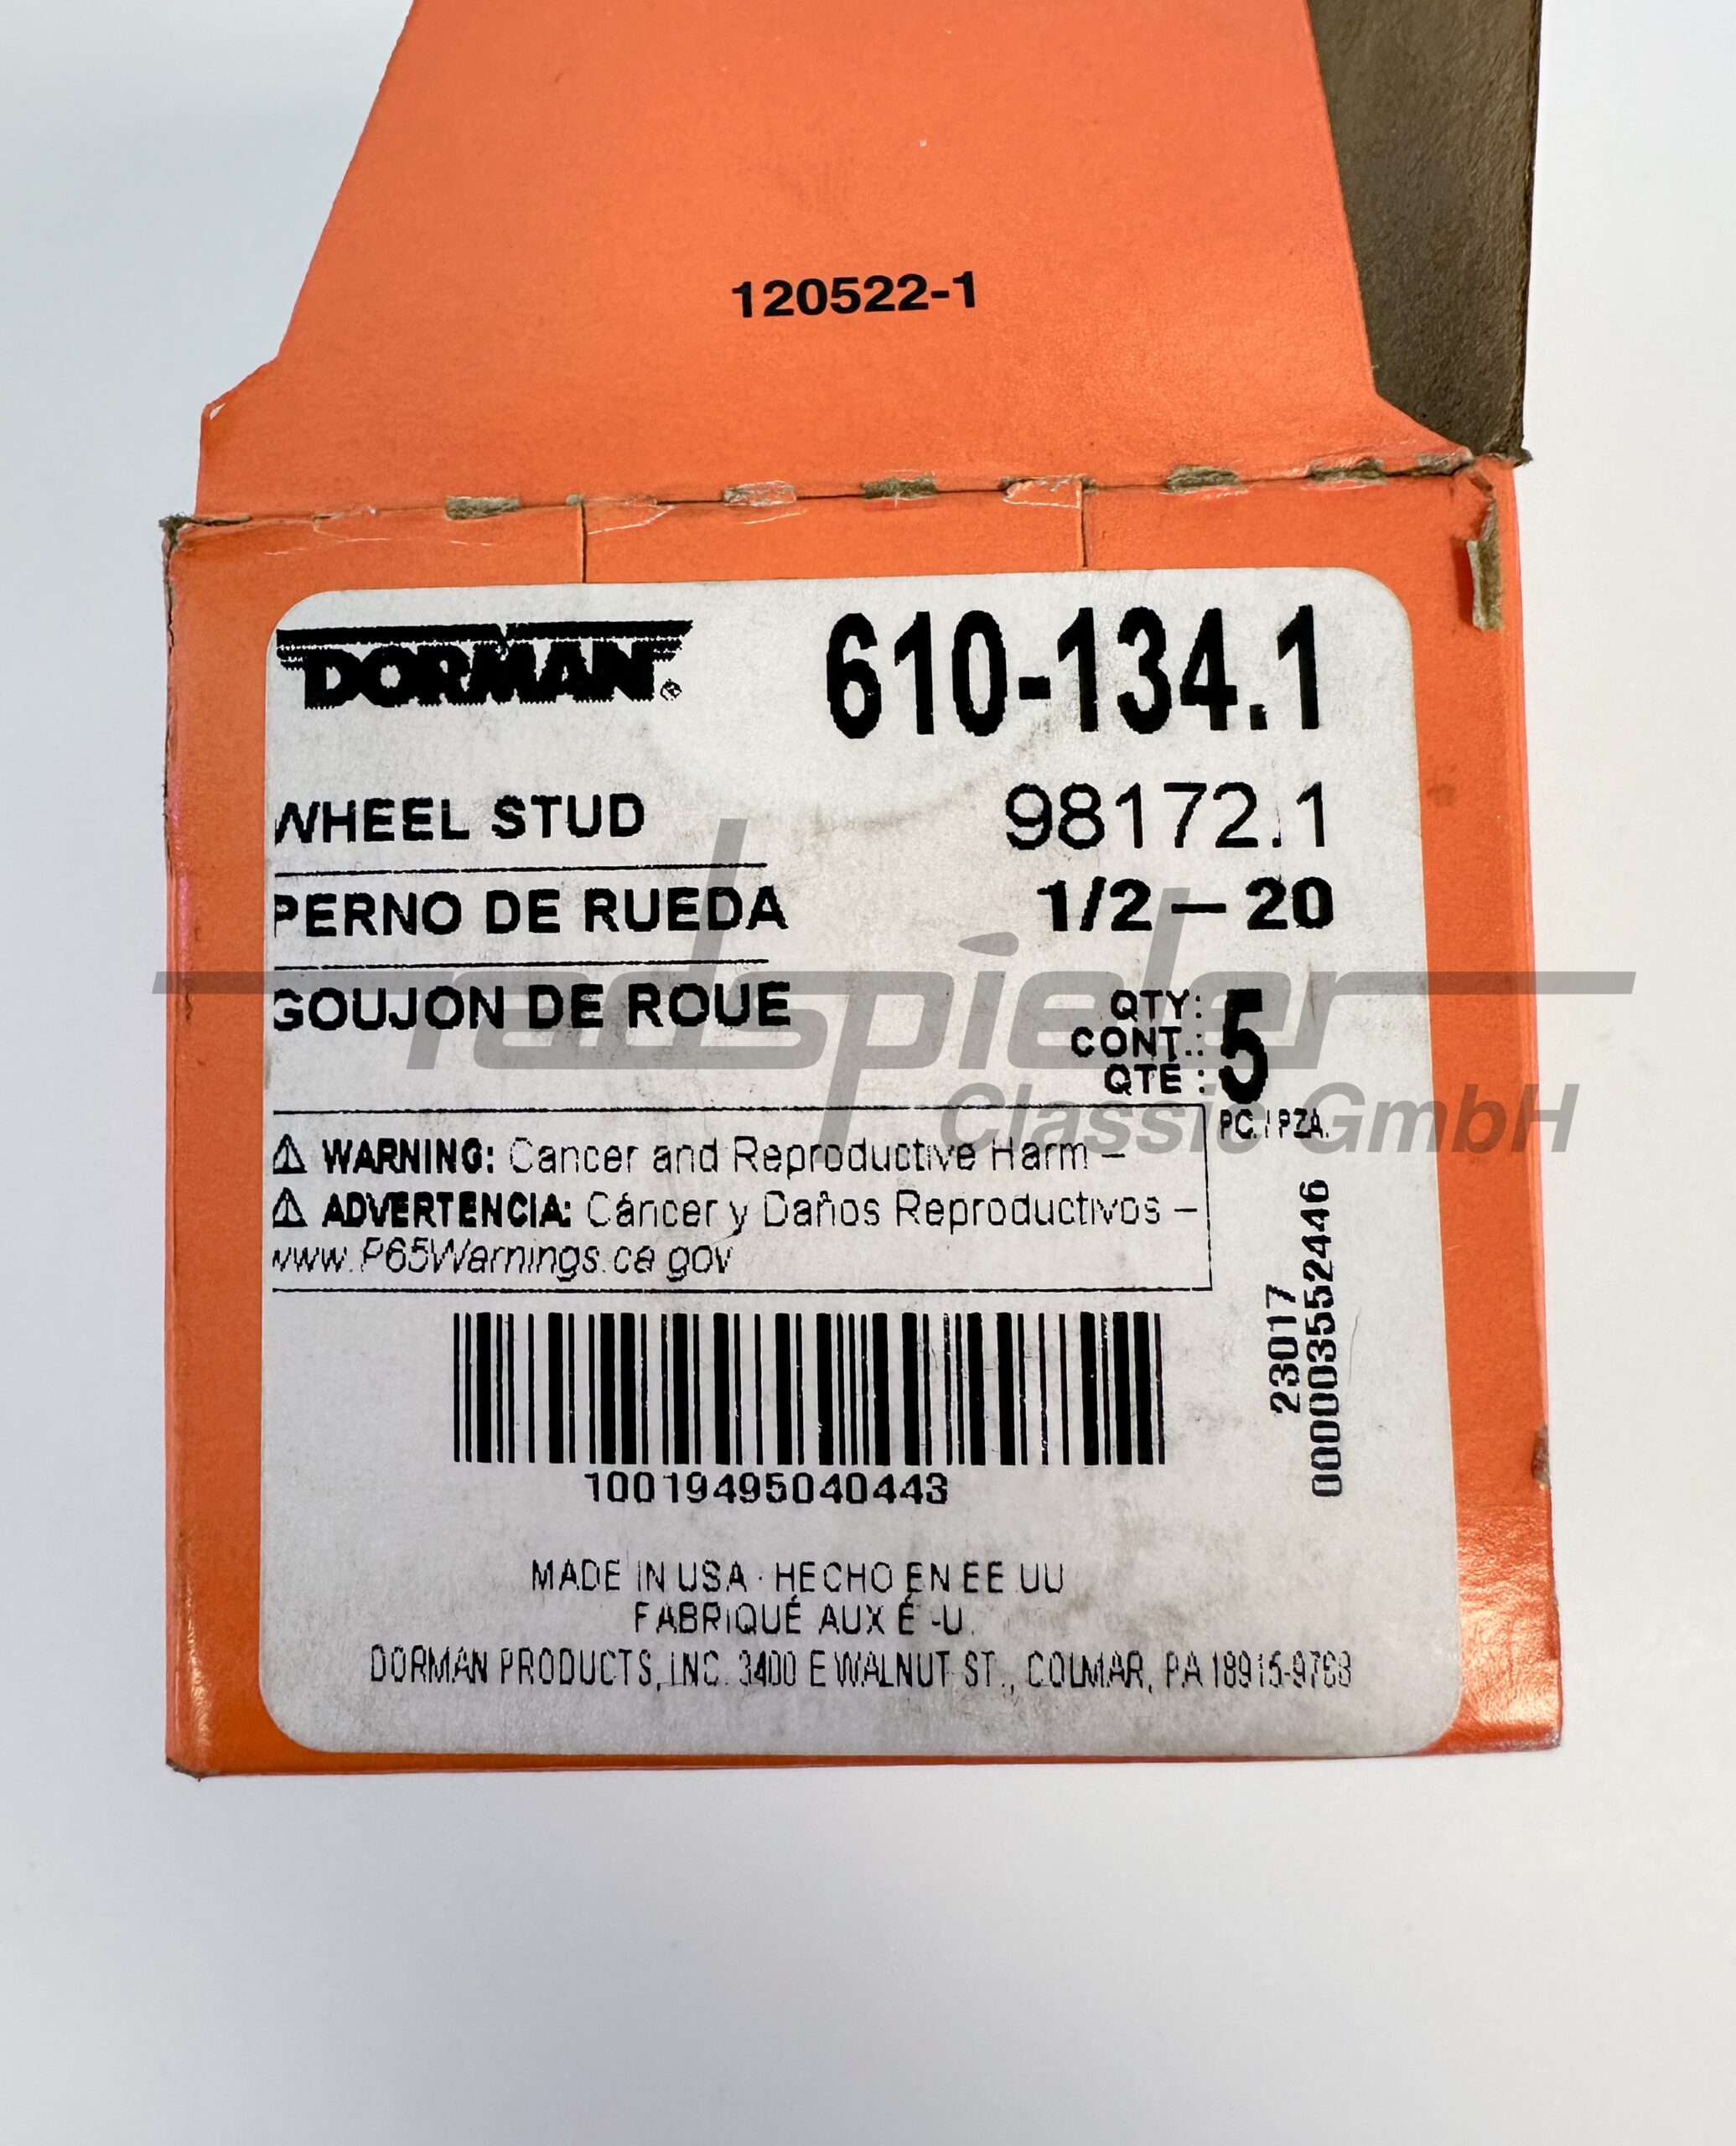 120522-1
DORMAN®
610-134.1
WHEEL STUD
98172.1
PERNO DE RUEDA
1/2 – 20
GOUJON DE ROUE
QTY:
CONT.:
QTÉ :
5
PC. / PZA.
radspieler
Classic GmbH
⚠ WARNING: Cancer and Reproductive Harm –
⚠ ADVERTENCIA: Cáncer y Daños Reproductivos –
www.P65Warnings.ca.gov
23017
0000035524446
10019495040443
MADE IN USA · HECHO EN EE UU
FABRIQUÉ AUX É.-U.
DORMAN PRODUCTS, INC. 3400 E WALNUT ST., COLMAR, PA 18915-9768